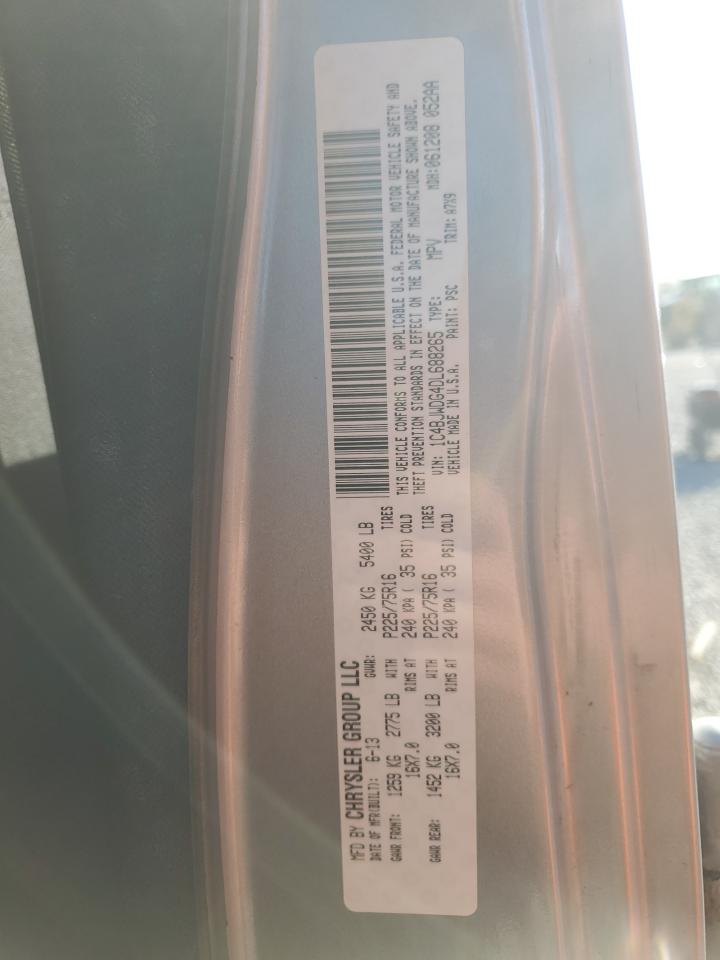 MFD BY CHRYSLER GROUP LLC
DATE OF MFR(BUILT): 6-13 GVWR: 2450 KG 5400 LB
GAWR FRONT: 1259 KG 2775 LB WITH P225/75R16 TIRES
16X7.0 RIMS AT 240 KPA ( 35 PSI) COLD
GAWR REAR: 1452 KG 3200 LB WITH P225/75R16 TIRES
16X7.0 RIMS AT 240 KPA ( 35 PSI) COLD
THIS VEHICLE CONFORMS TO ALL APPLICABLE U.S.A. FEDERAL MOTOR VEHICLE SAFETY AND
THEFT PREVENTION STANDARDS IN EFFECT ON THE DATE OF MANUFACTURE SHOWN ABOVE.
VIN: 1C4BJWDG4DL688265 TYPE: MPV MDH:061208 052AA
VEHICLE MADE IN U.S.A. PAINT: PSC TRIM: A7X9